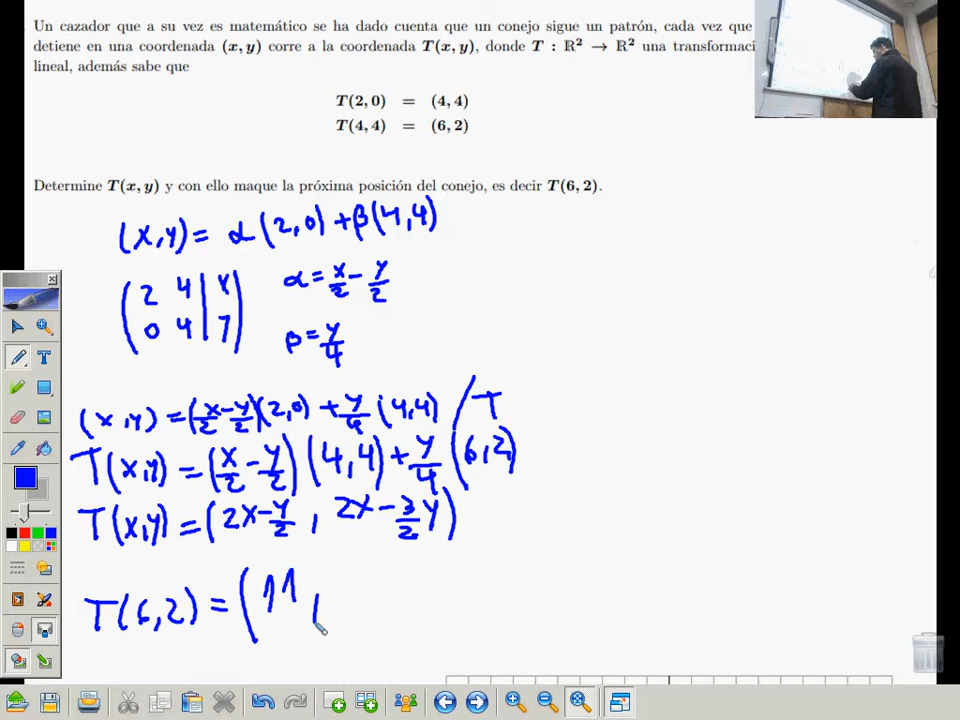 Un cazador que a su vez es matemático se ha dado cuenta que un conejo sigue un patrón, cada vez que
detiene en una coordenada (x, y) corre a la coordenada T(x, y), donde T : ℝ² → ℝ² una transformaci
lineal, además sabe que
T(2, 0) = (4, 4)
T(4, 4) = (6, 2)
Determine T(x, y) y con ello maque la próxima posición del conejo, es decir T(6, 2).
(x,y) = α(2,0) + β(4,4)
(2 4 | x) α = x/2 - y/2
(0 4 | y) β = y/4
(x,y) = (x/2 - y/2)(2,0) + y/4 (4,4) / T
T(x,y) = (x/2 - y/2)(4,4) + y/4 (6,2)
T(x,y) = (2x - y/2, 2x - 3/2 y)
T(6,2) = (11,
T